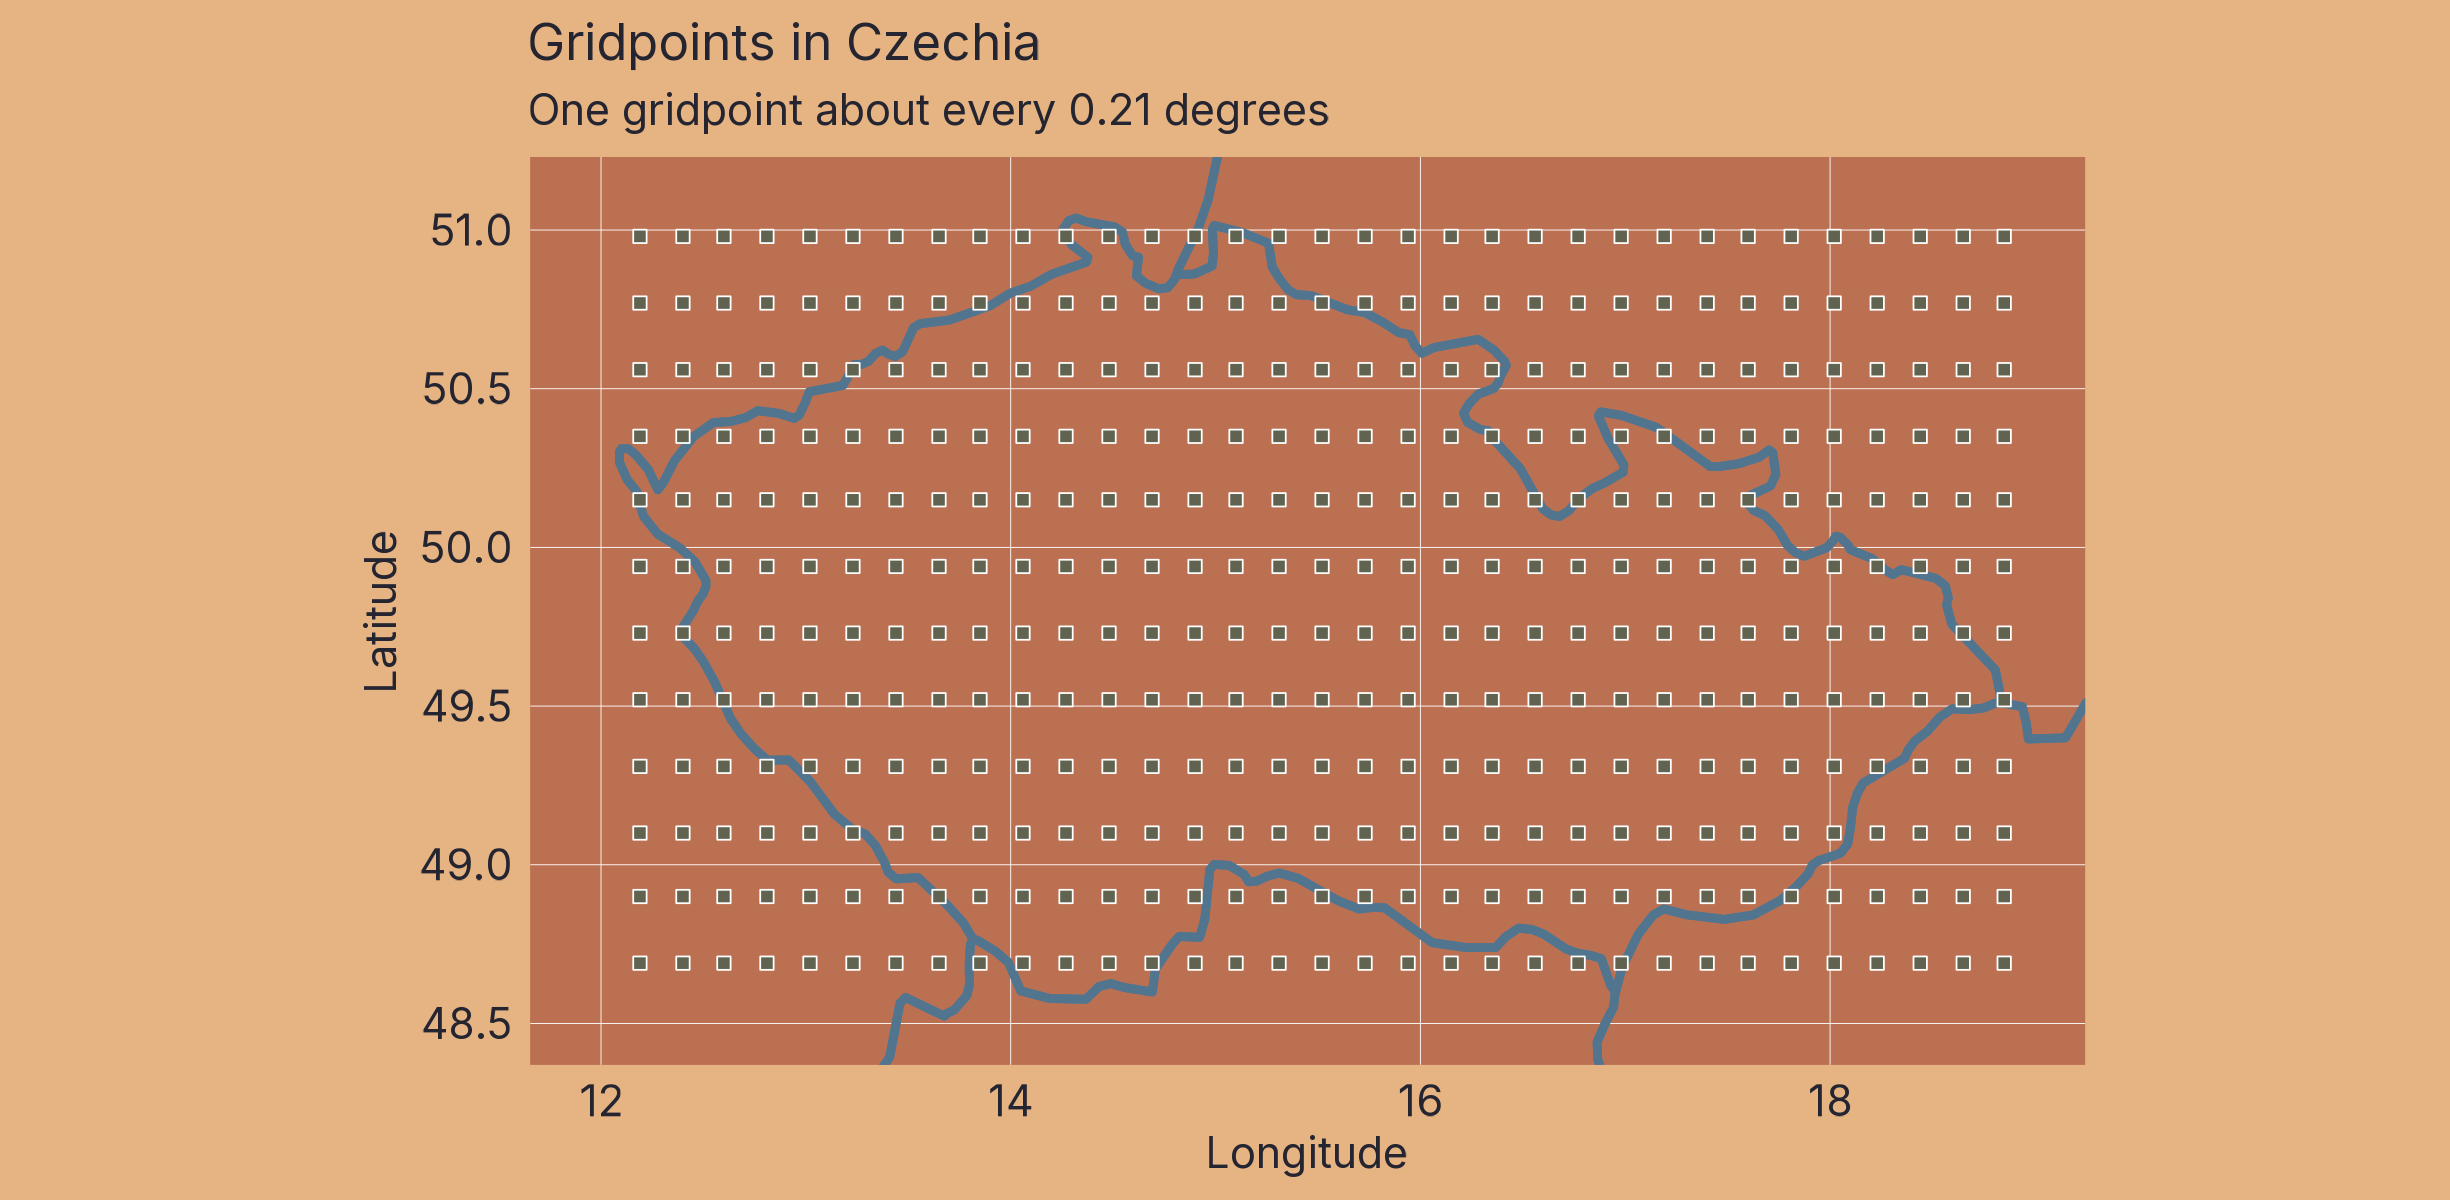 Gridpoints in Czechia
One gridpoint about every 0.21 degrees
51.0
50.5
50.0
49.5
49.0
48.5
Latitude
12 14 16 18
Longitude